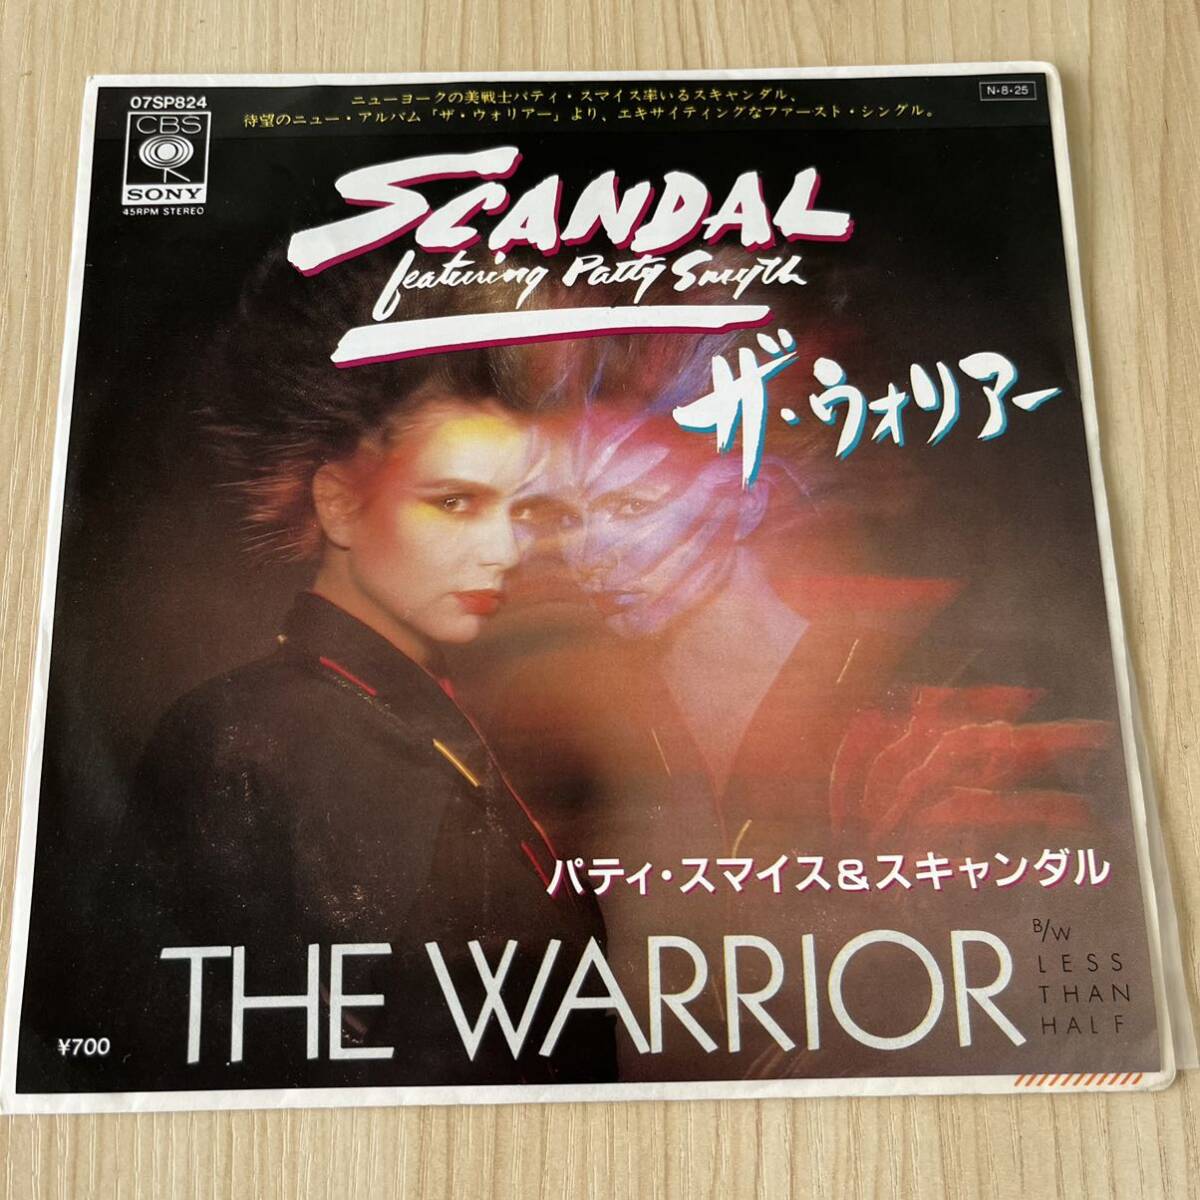 07SP824
CBS
SONY
45RPM STEREO
ニューヨークの美戦士パティ・スマイス率いるスキャンダル、
待望のニュー・アルバム「ザ・ウォリアー」より、エキサイティングなファースト・シングル。
N・8・25
SCANDAL
featuring Patty Smyth
ザ・ウォリアー
パティ・スマイス&スキャンダル
THE WARRIOR
B/W
LESS
THAN
HALF
¥700